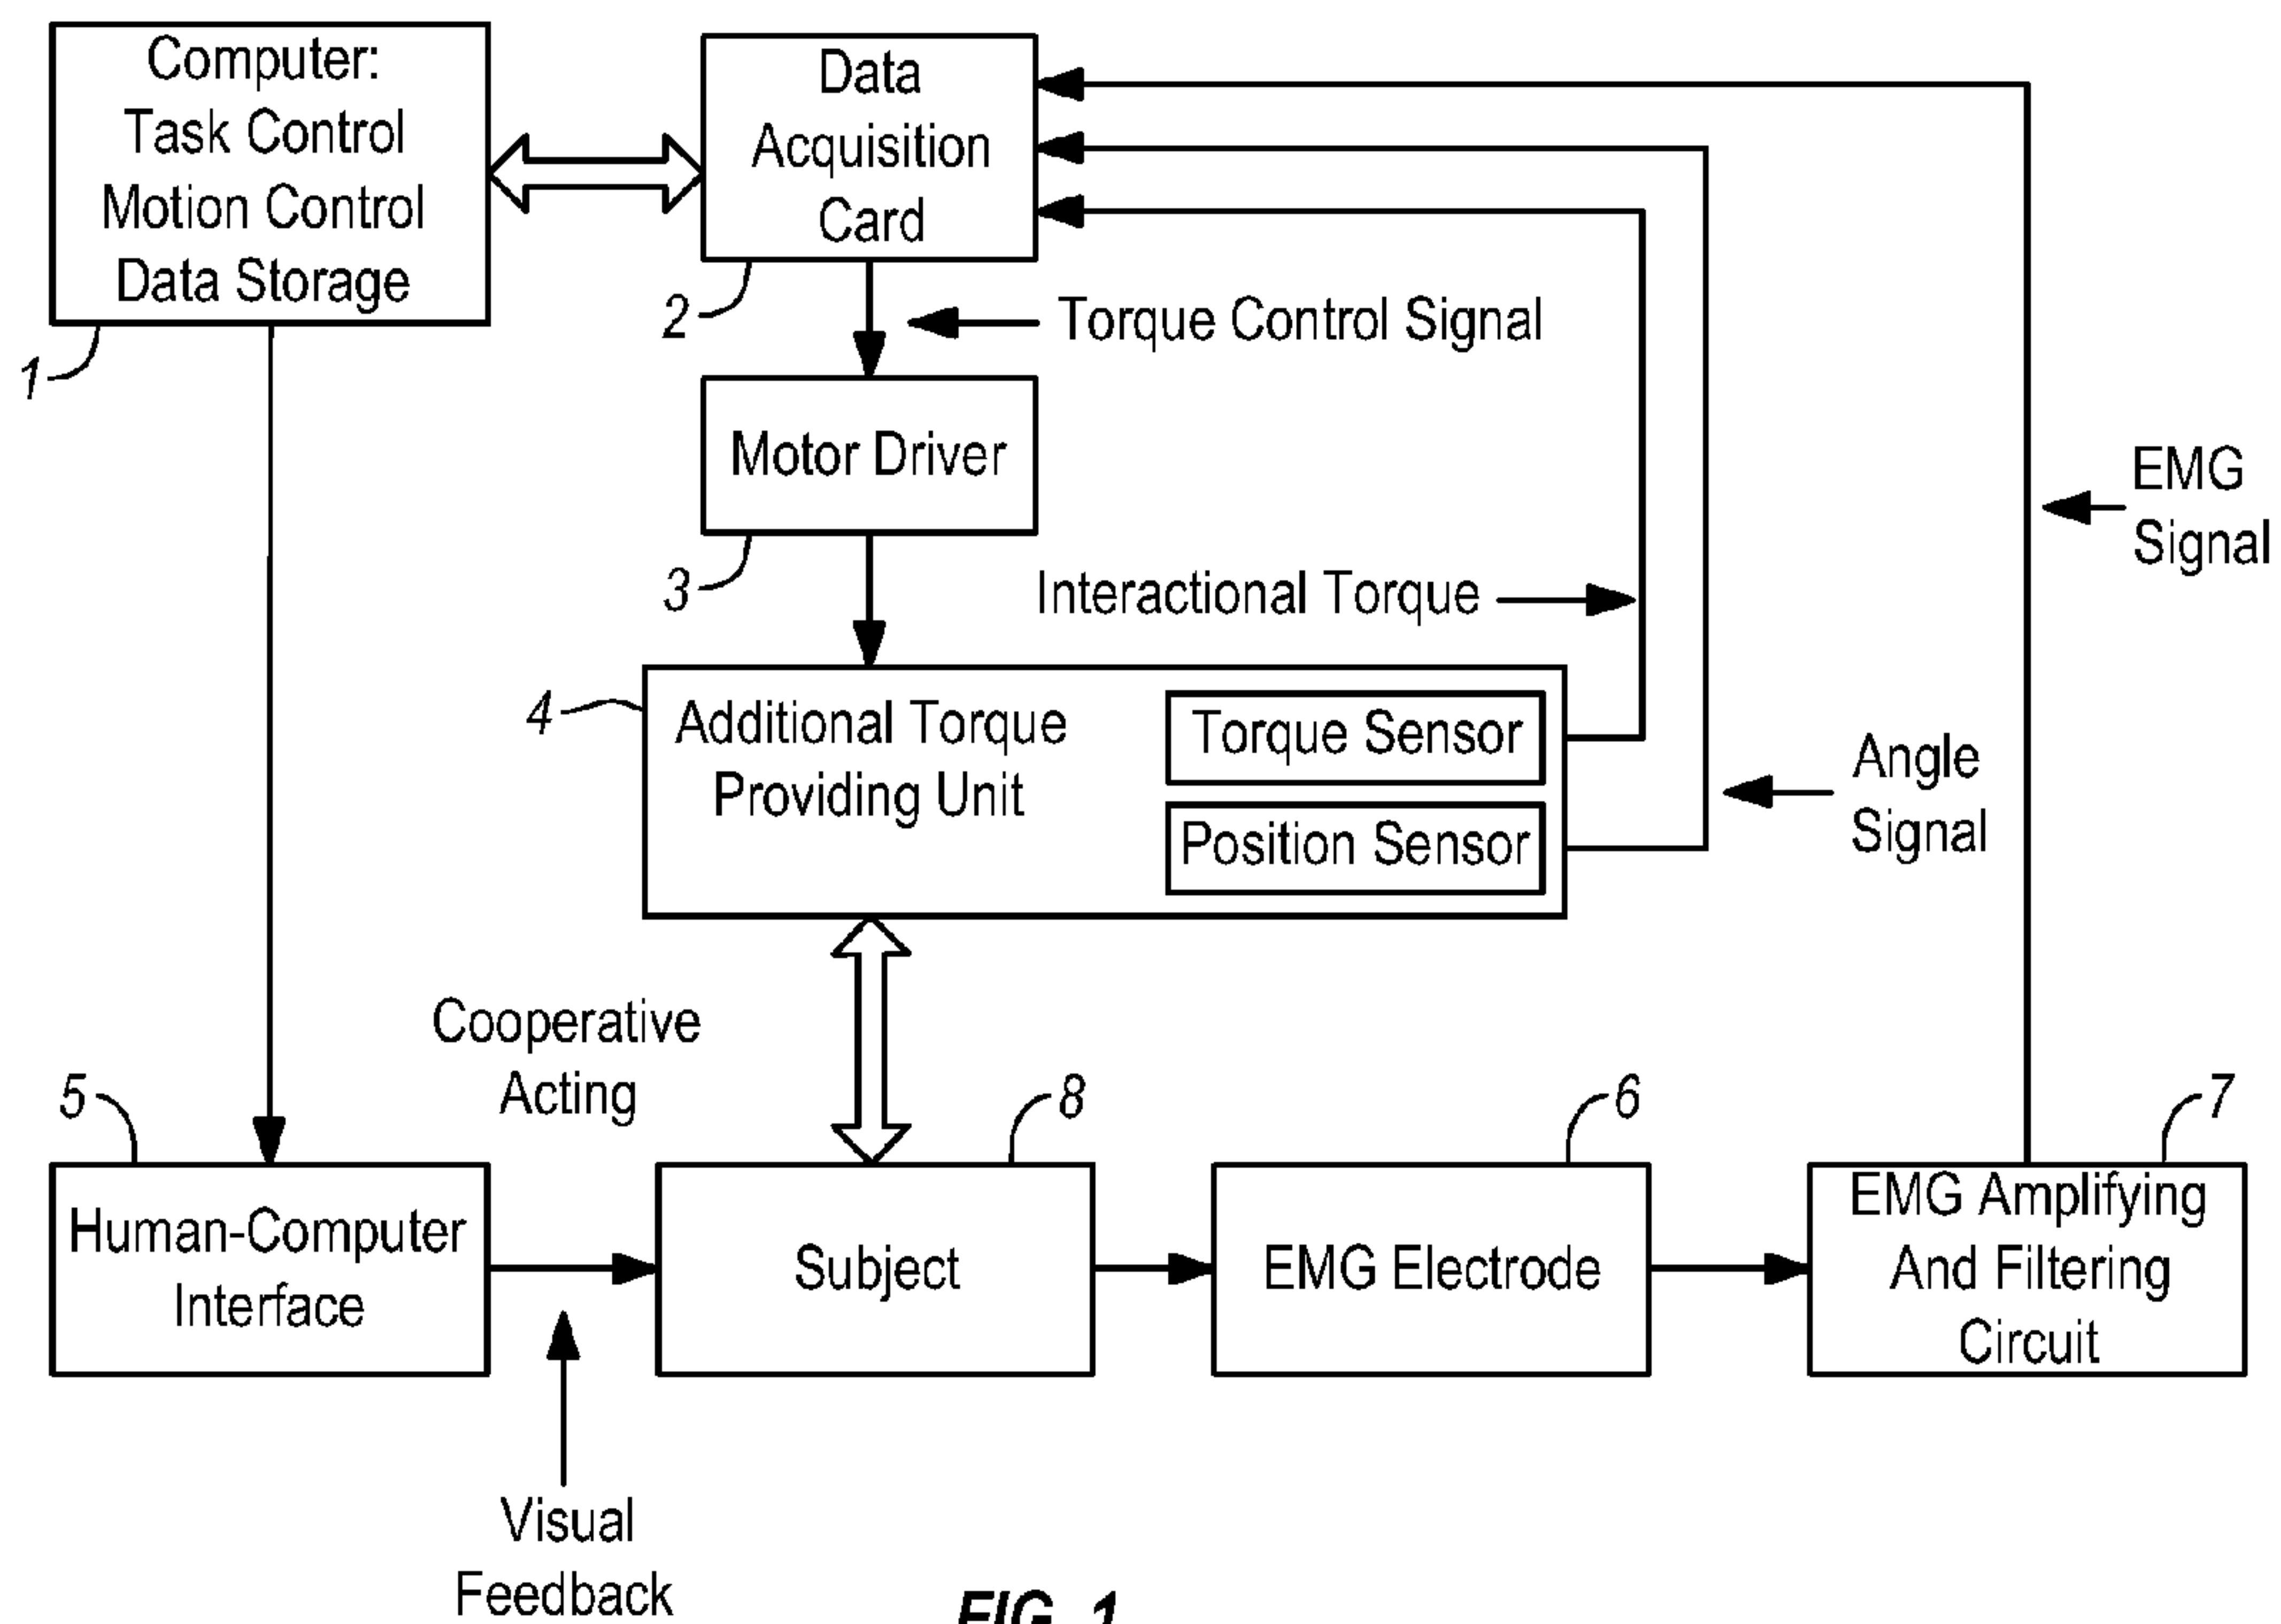 Computer:
Task Control
Motion Control
Data Storage
1
Data
Acquisition
Card
2
Torque Control Signal
Motor Driver
3
Interactional Torque
EMG
Signal
4
Additional Torque
Providing Unit
Torque Sensor
Position Sensor
Angle
Signal
Cooperative
Acting
5
Human-Computer
Interface
8
Subject
6
EMG Electrode
7
EMG Amplifying
And Filtering
Circuit
Visual
Feedback
FIG. 1